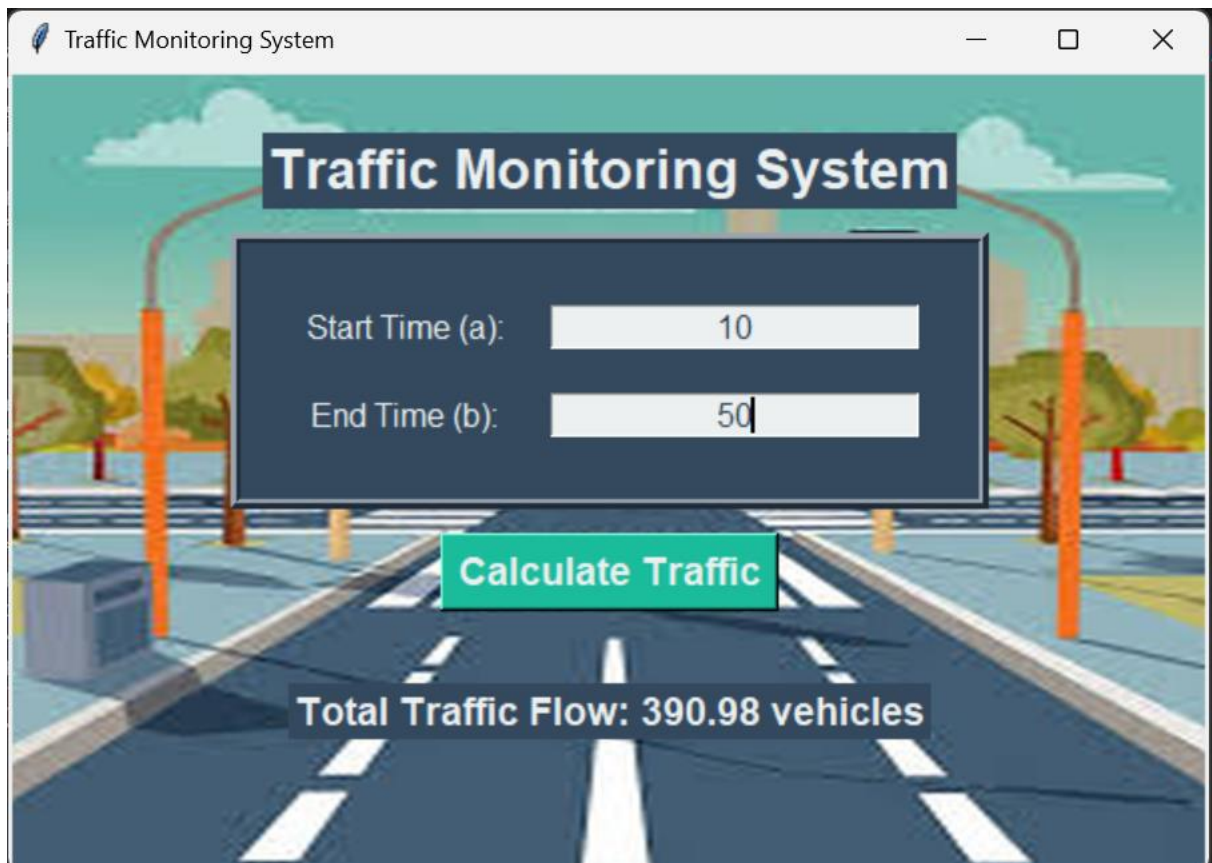 Traffic Monitoring System
Traffic Monitoring System
Start Time (a): 10
End Time (b): 50
Calculate Traffic
Total Traffic Flow: 390.98 vehicles